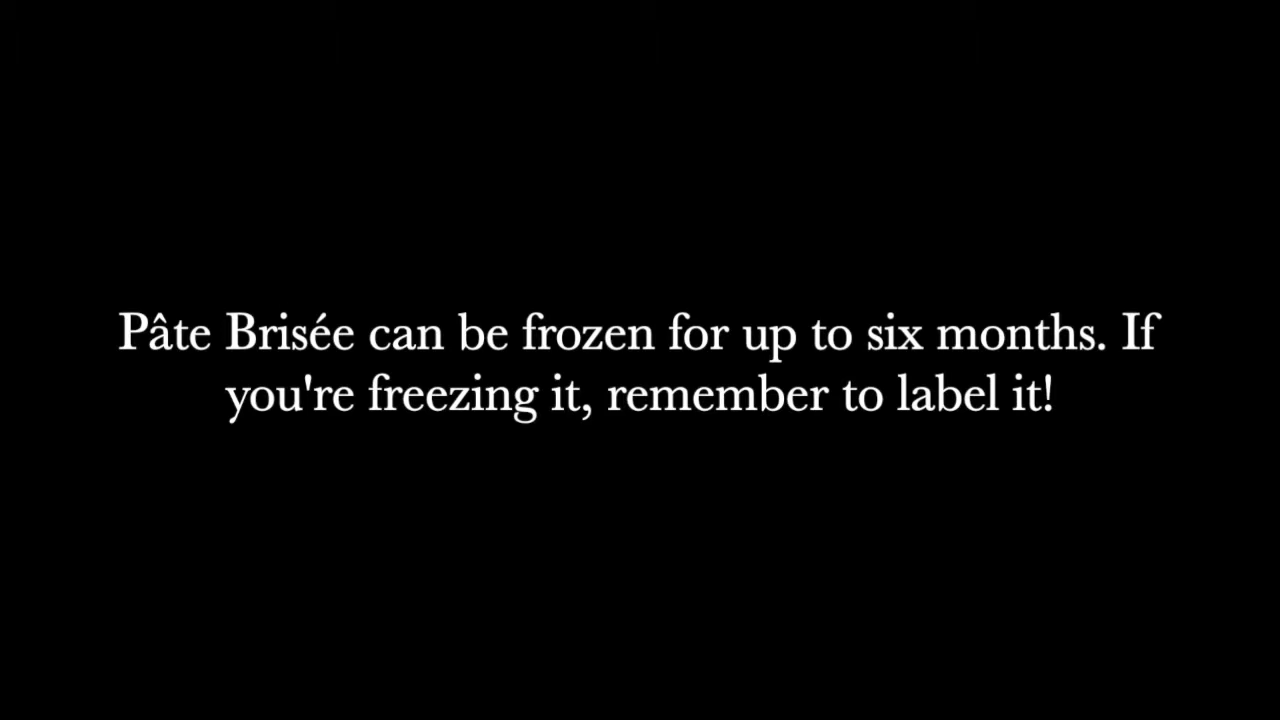 Pâte Brisée can be frozen for up to six months. If
you're freezing it, remember to label it!